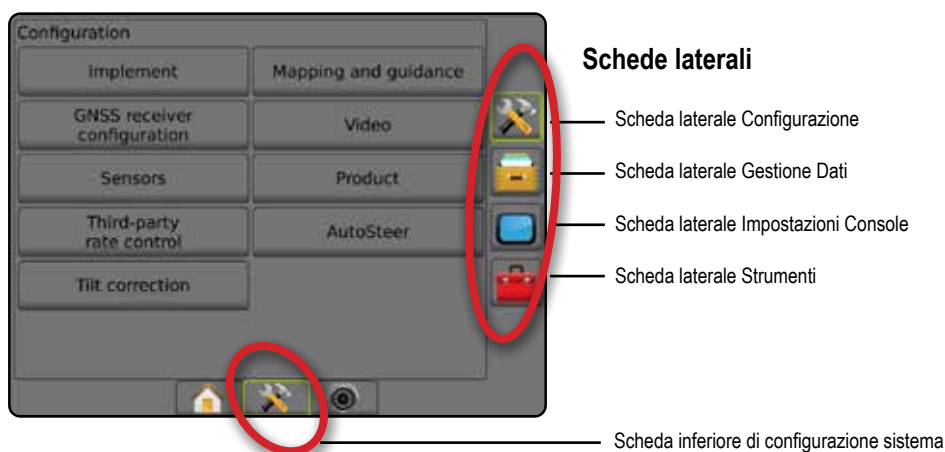 Configuration
Implement
Mapping and guidance
GNSS receiver
configuration
Video
Sensors
Product
Third-party
rate control
AutoSteer
Tilt correction
Schede laterali
Scheda laterale Configurazione
Scheda laterale Gestione Dati
Scheda laterale Impostazioni Console
Scheda laterale Strumenti
Scheda inferiore di configurazione sistema